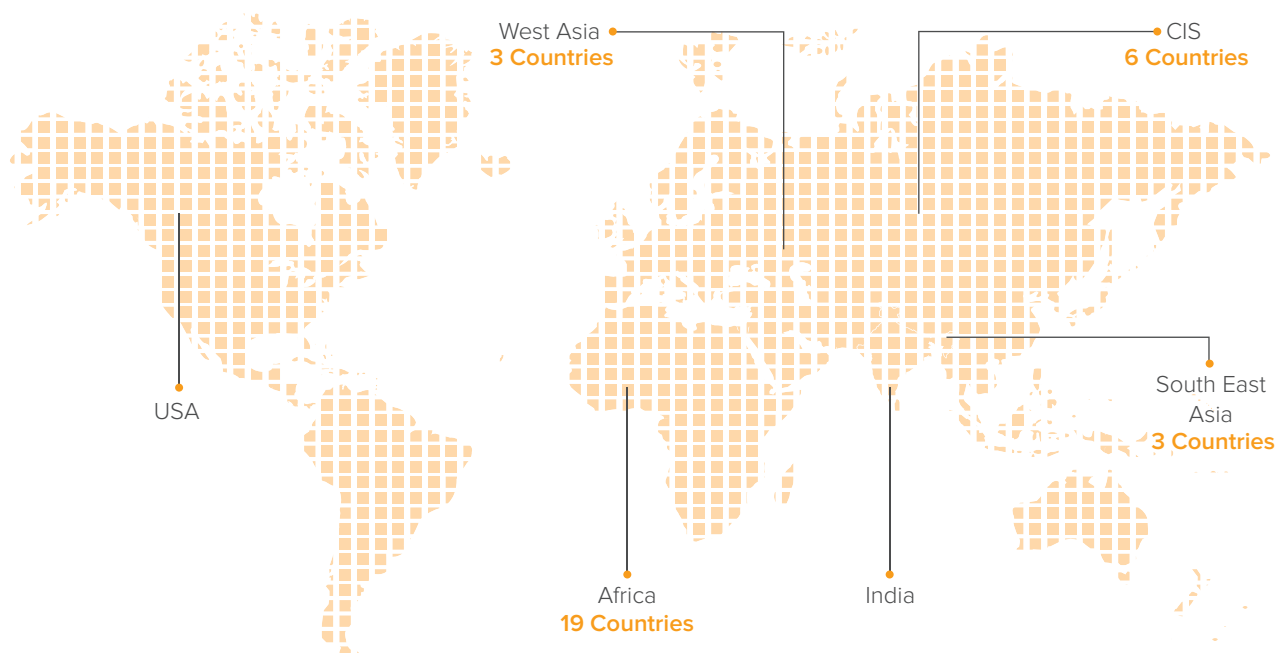 West Asia
3 Countries
CIS
6 Countries
USA
South East
Asia
3 Countries
Africa
19 Countries
India